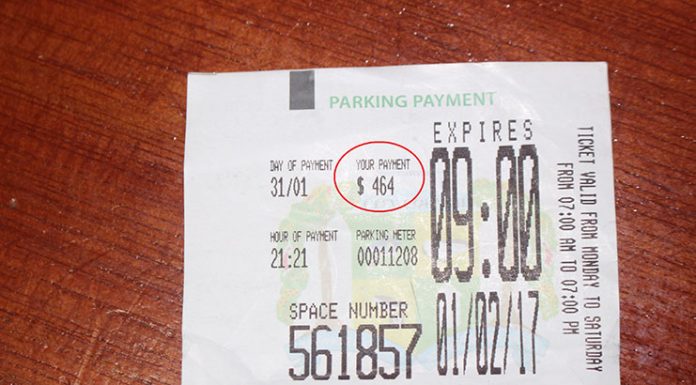 PARKING PAYMENT
EXPIRES
DAY OF PAYMENT
31/01
YOUR PAYMENT
$ 464
09:00
HOUR OF PAYMENT
21:21
PARKING METER
00011208
SPACE NUMBER
561857
01/02/17
TICKET VALID FROM MONDAY TO SATURDAY
FROM 07:00 AM TO 07:00 PM